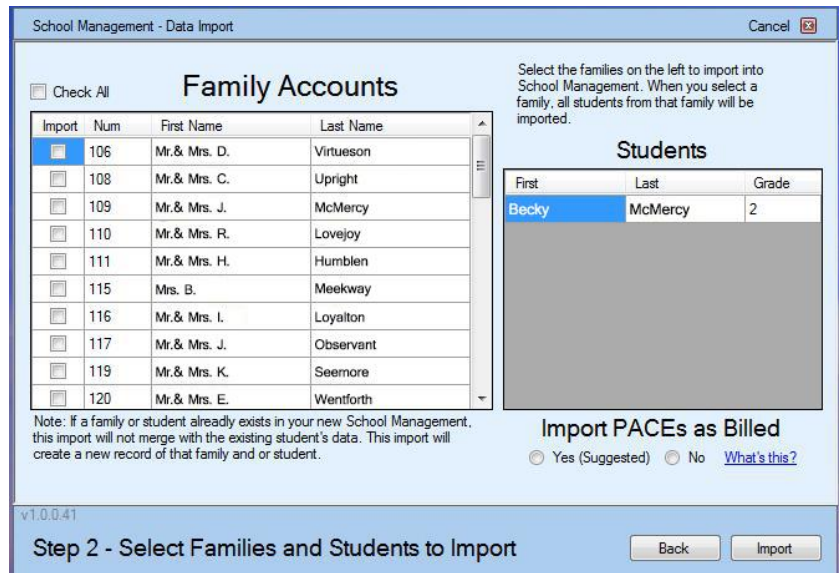 School Management - Data Import Cancel
Check All
Family Accounts
Import Num First Name Last Name
106 Mr.& Mrs. D. Virtueson
108 Mr.& Mrs. C. Upright
109 Mr.& Mrs. J. McMercy
110 Mr.& Mrs. R. Lovejoy
111 Mr.& Mrs. H. Humblen
115 Mrs. B. Meekway
116 Mr.& Mrs. I. Loyalton
117 Mr.& Mrs. J. Observant
119 Mr.& Mrs. K. Seemore
120 Mr.& Mrs. E. Wentforth
Note: If a family or student already exists in your new School Management,
this import will not merge with the existing student's data. This import will
create a new record of that family and or student.
Select the families on the left to import into
School Management. When you select a
family, all students from that family will be
imported.
Students
First Last Grade
Becky McMercy 2
Import PACEs as Billed
Yes (Suggested) No What's this?
v1.0.0.41
Step 2 - Select Families and Students to Import
Back Import